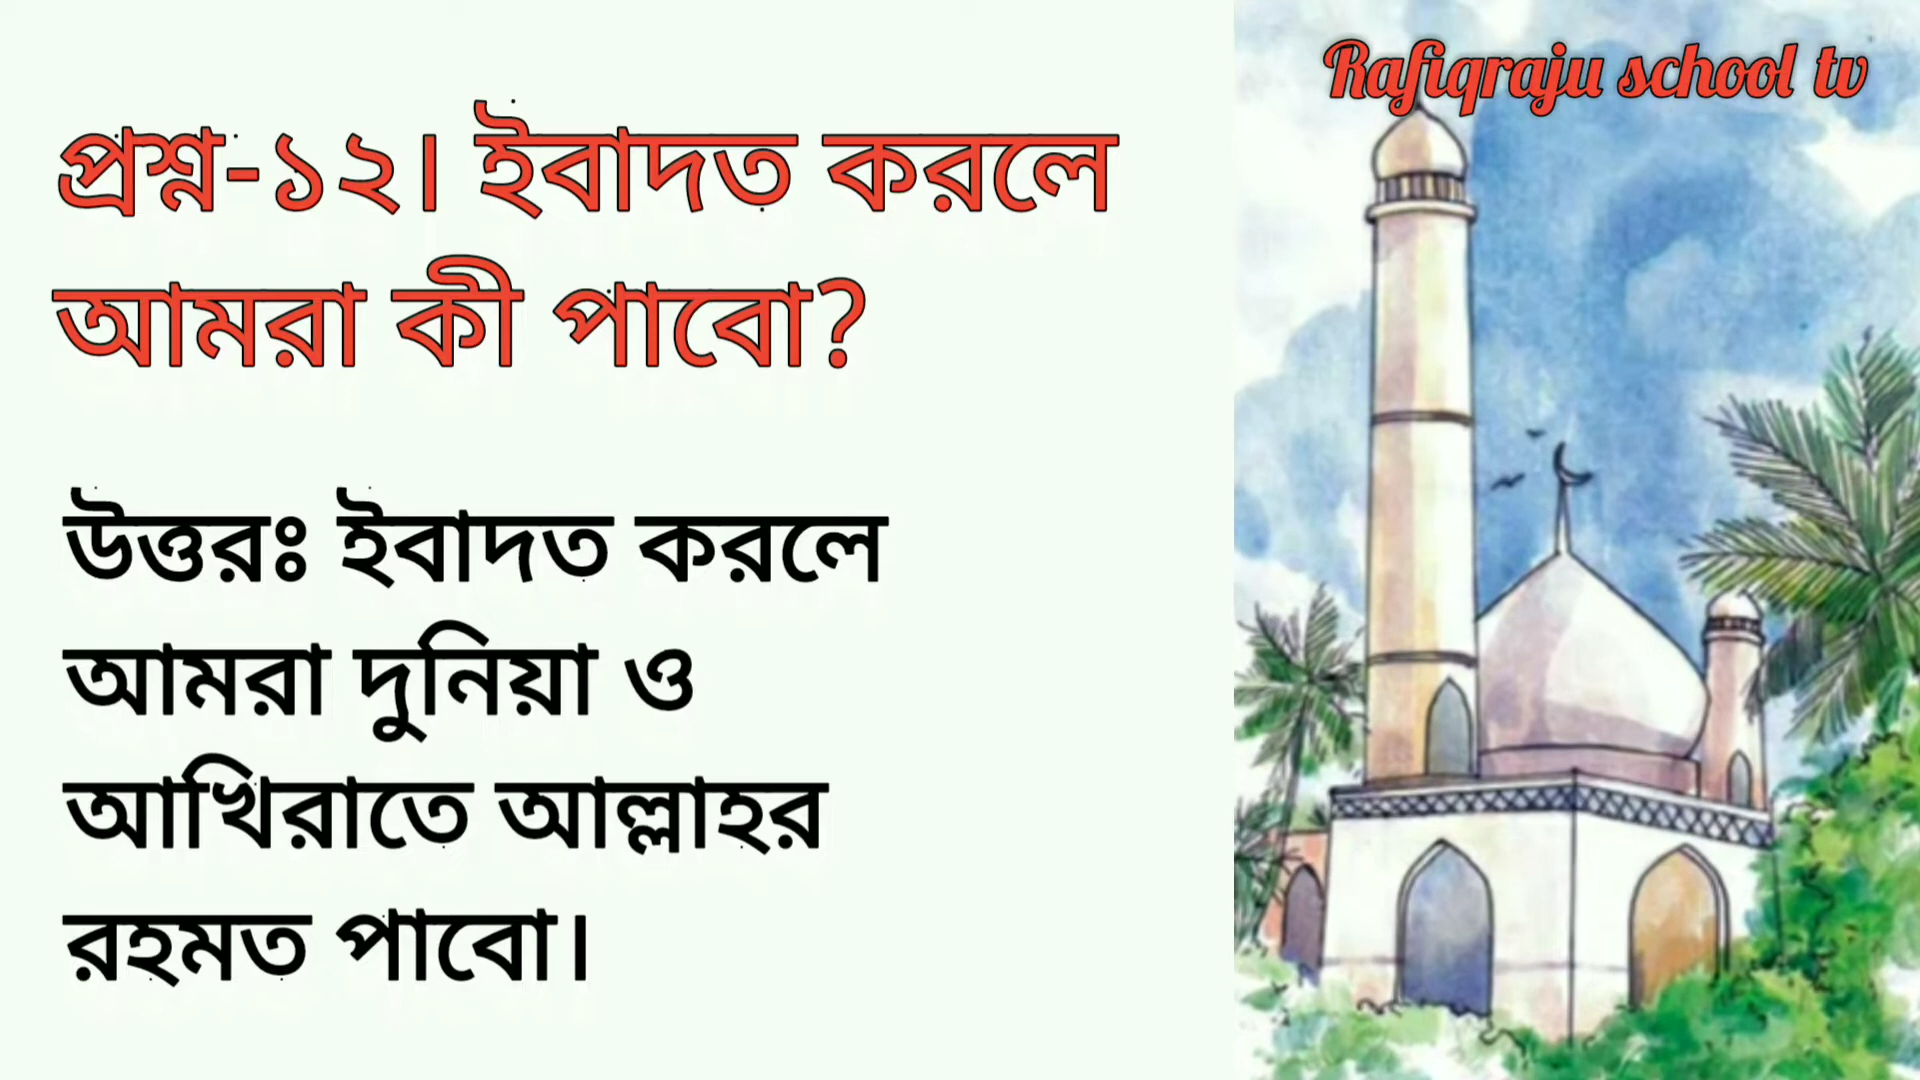 Rafiqraju school tv
প্রশ্ন-১২। ইবাদত করলে
আমরা কী পাবো?
উত্তরঃ ইবাদত করলে
আমরা দুনিয়া ও
আখিরাতে আল্লাহর
রহমত পাবো।